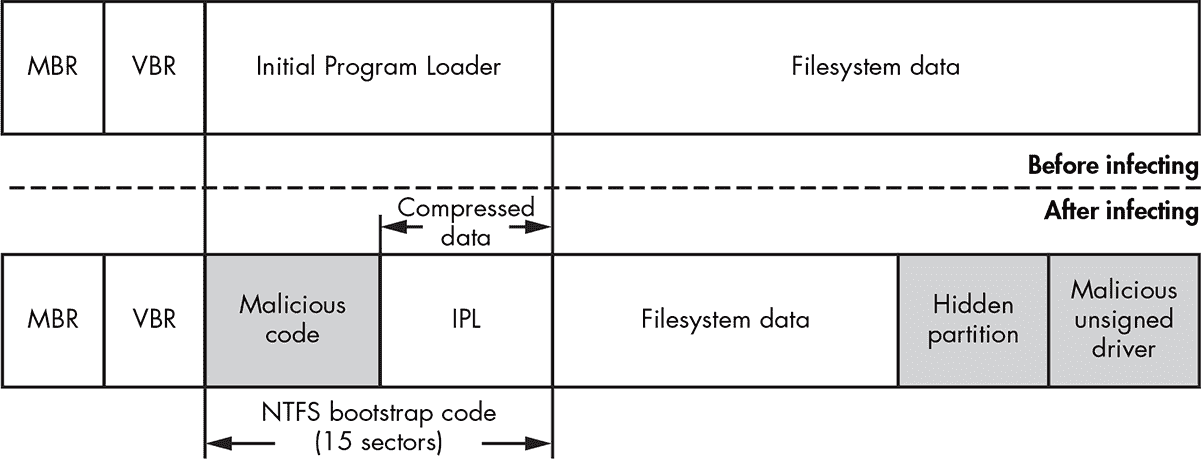 MBR
VBR
Initial Program Loader
Filesystem data
Before infecting
After infecting
Compressed
data
MBR
VBR
Malicious
code
IPL
Filesystem data
Hidden
partition
Malicious
unsigned
driver
NTFS bootstrap code
(15 sectors)